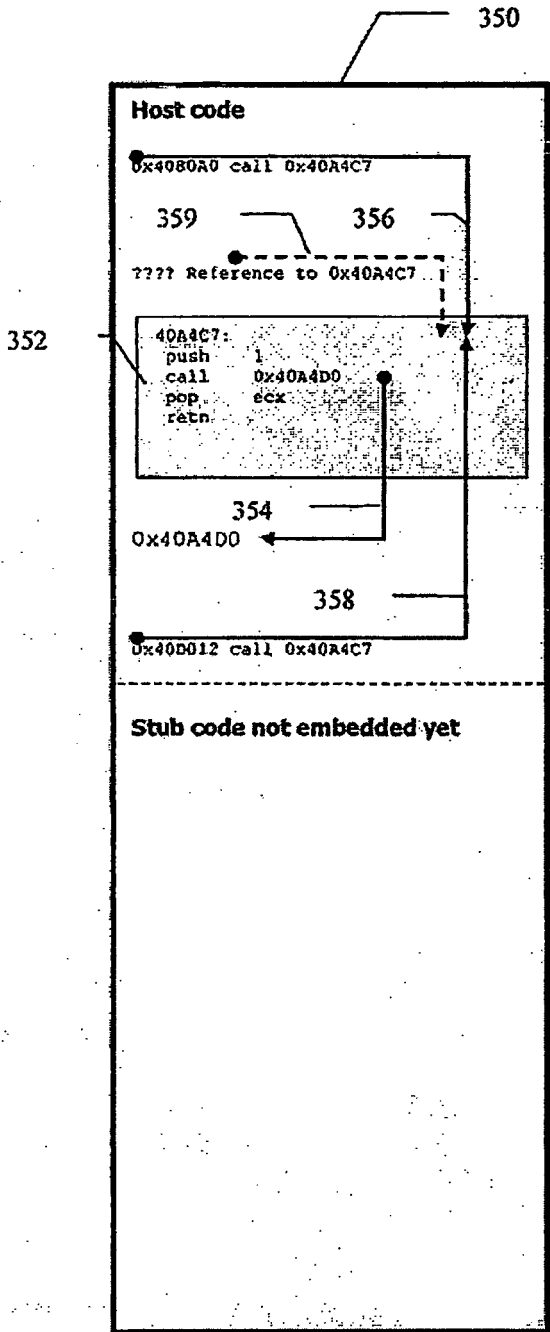 350
Host code
0x4080A0 call 0x40A4C7
359 356
???? Reference to 0x40A4C7
352
40A4C7:
push 1
call 0x40A4D0
pop ecx
retn
354
0x40A4D0
358
0x40D012 call 0x40A4C7
Stub code not embedded yet